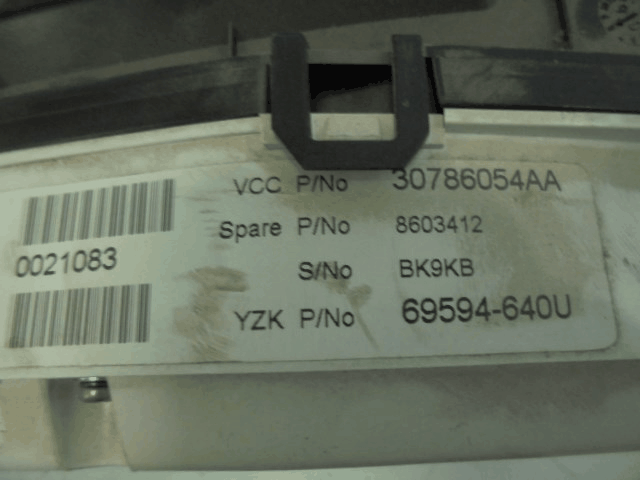 VCC P/No 30786054AA
Spare P/No 8603412
0021083
S/No BK9KB
YZK P/No 69594-640U